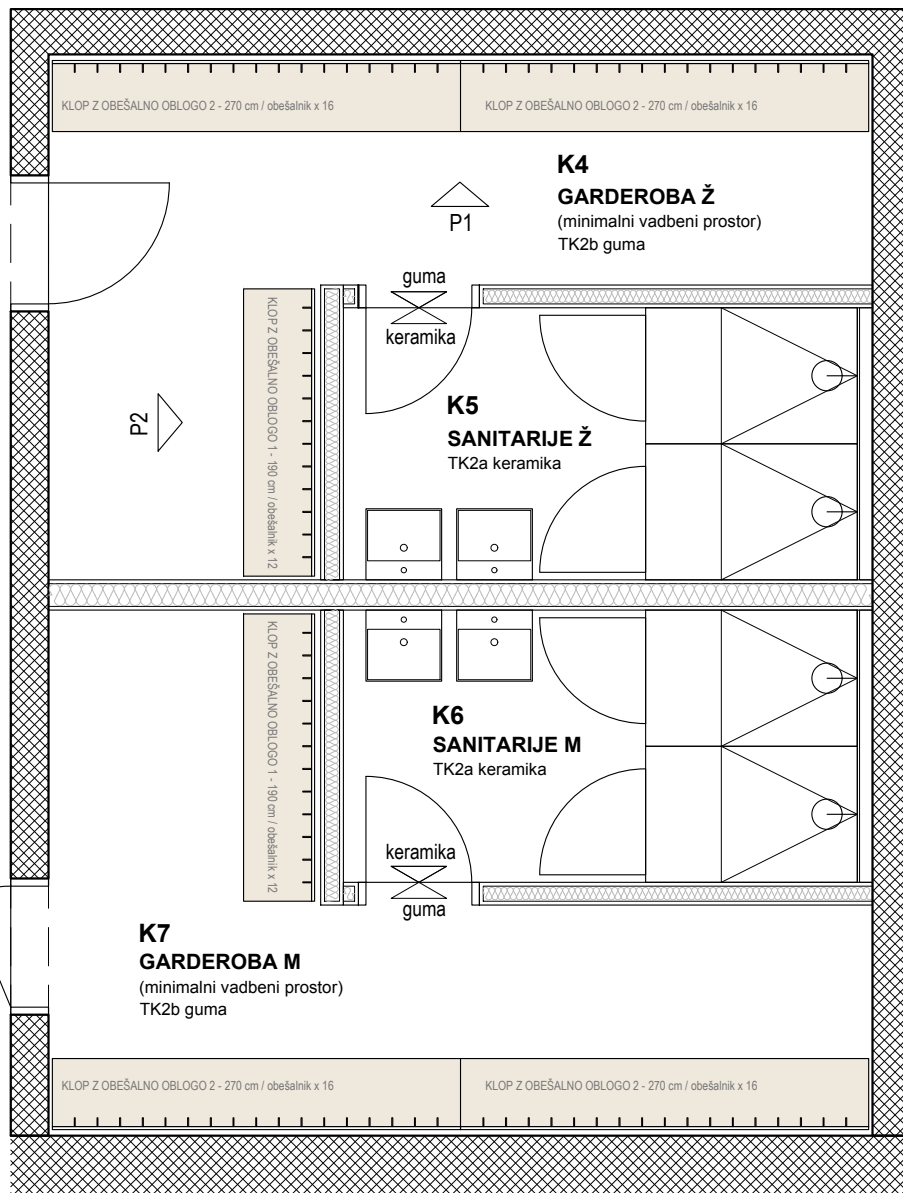 KLOP Z OBEŠALNO OBLOGO 2 - 270 cm / obešalnik x 16
KLOP Z OBEŠALNO OBLOGO 2 - 270 cm / obešalnik x 16
K4
GARDEROBA Ž
(minimalni vadbeni prostor)
TK2b guma
P1
guma
keramika
KLOP Z OBEŠALNO OBLOGO 1 - 190 cm / obešalnik x 12
P2
K5
SANITARIJE Ž
TK2a keramika
KLOP Z OBEŠALNO OBLOGO 1 - 190 cm / obešalnik x 12
K6
SANITARIJE M
TK2a keramika
keramika
guma
K7
GARDEROBA M
(minimalni vadbeni prostor)
TK2b guma
KLOP Z OBEŠALNO OBLOGO 2 - 270 cm / obešalnik x 16
KLOP Z OBEŠALNO OBLOGO 2 - 270 cm / obešalnik x 16